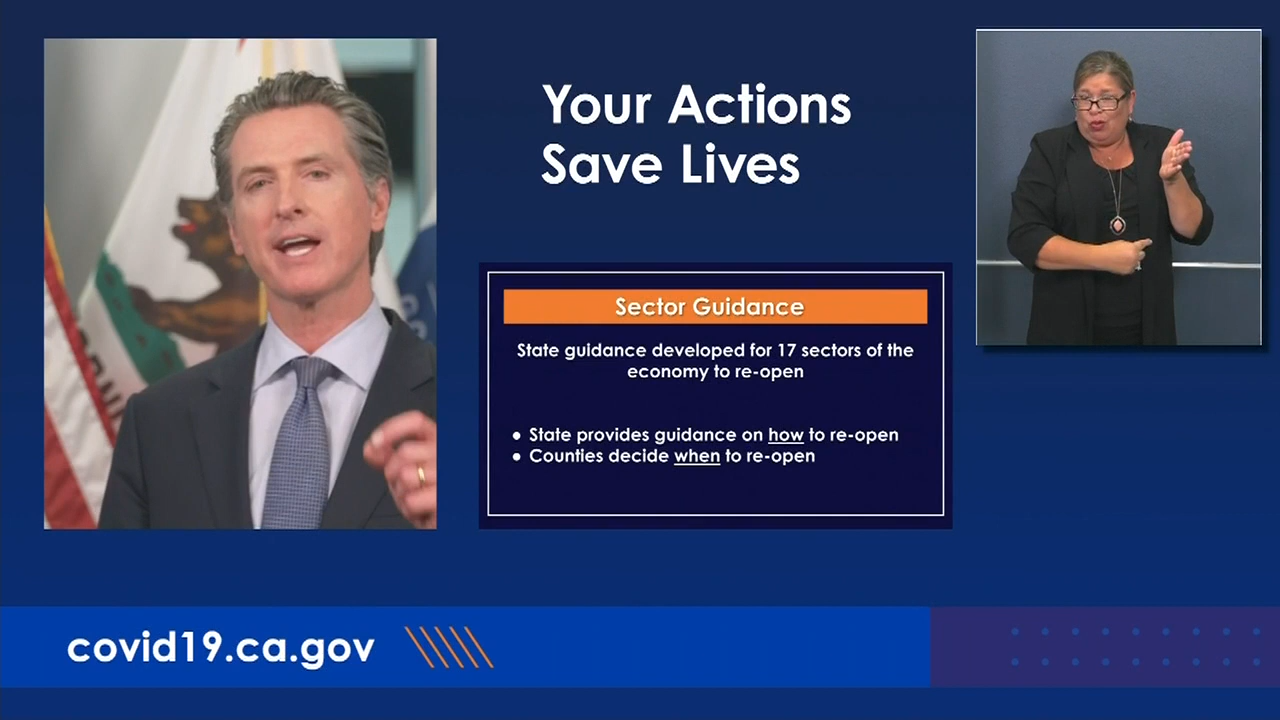 Your Actions
Save Lives
Sector Guidance
State guidance developed for 17 sectors of the
economy to re-open
● State provides guidance on how to re-open
● Counties decide when to re-open
covid19.ca.gov